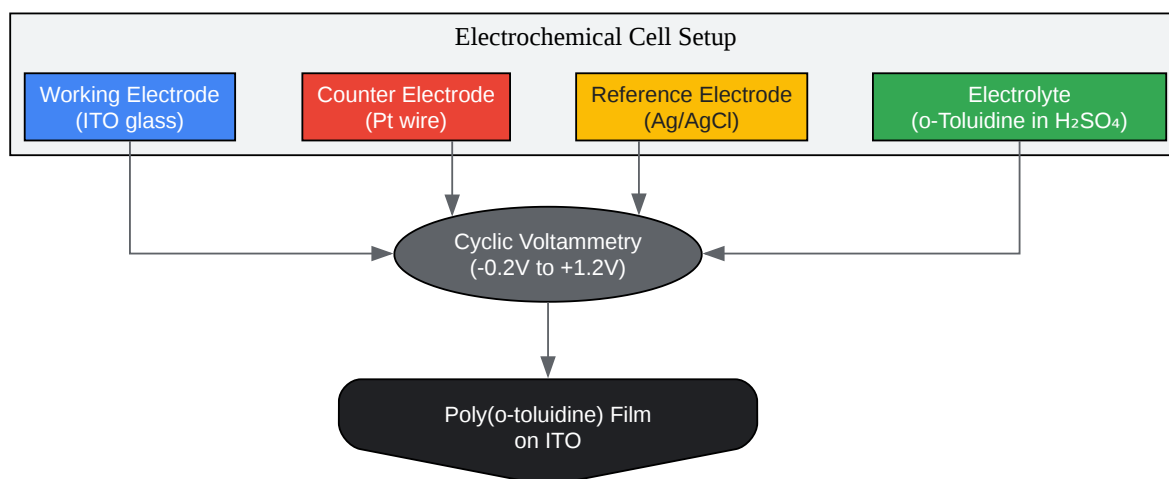 Electrochemical Cell Setup
Working Electrode
(ITO glass)
Counter Electrode
(Pt wire)
Reference Electrode
(Ag/AgCl)
Electrolyte
(o-Toluidine in H₂SO₄)
Cyclic Voltammetry
(-0.2V to +1.2V)
Poly(o-toluidine) Film
on ITO